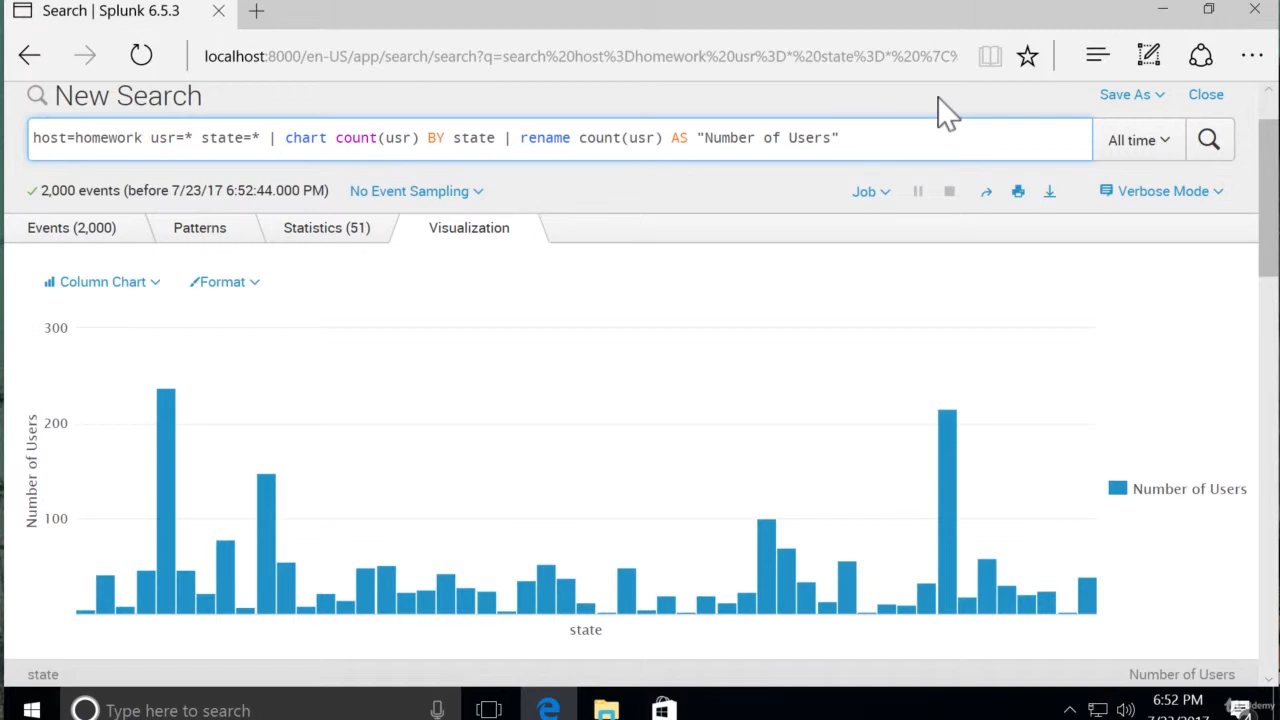 Search | Splunk 6.5.3
localhost:8000/en-US/app/search/search?q=search%20host%3Dhomework%20usr%3D*%20state%3D*%20%7C%
New Search
Save As
Close
host=homework usr=* state=* | chart count(usr) BY state | rename count(usr) AS "Number of Users"
All time
2,000 events (before 7/23/17 6:52:44.000 PM)
No Event Sampling
Job
Verbose Mode
Events (2,000)
Patterns
Statistics (51)
Visualization
Column Chart
Format
300
200
100
Number of Users
Number of Users
state
state
Number of Users
Type here to search
6:52 PM